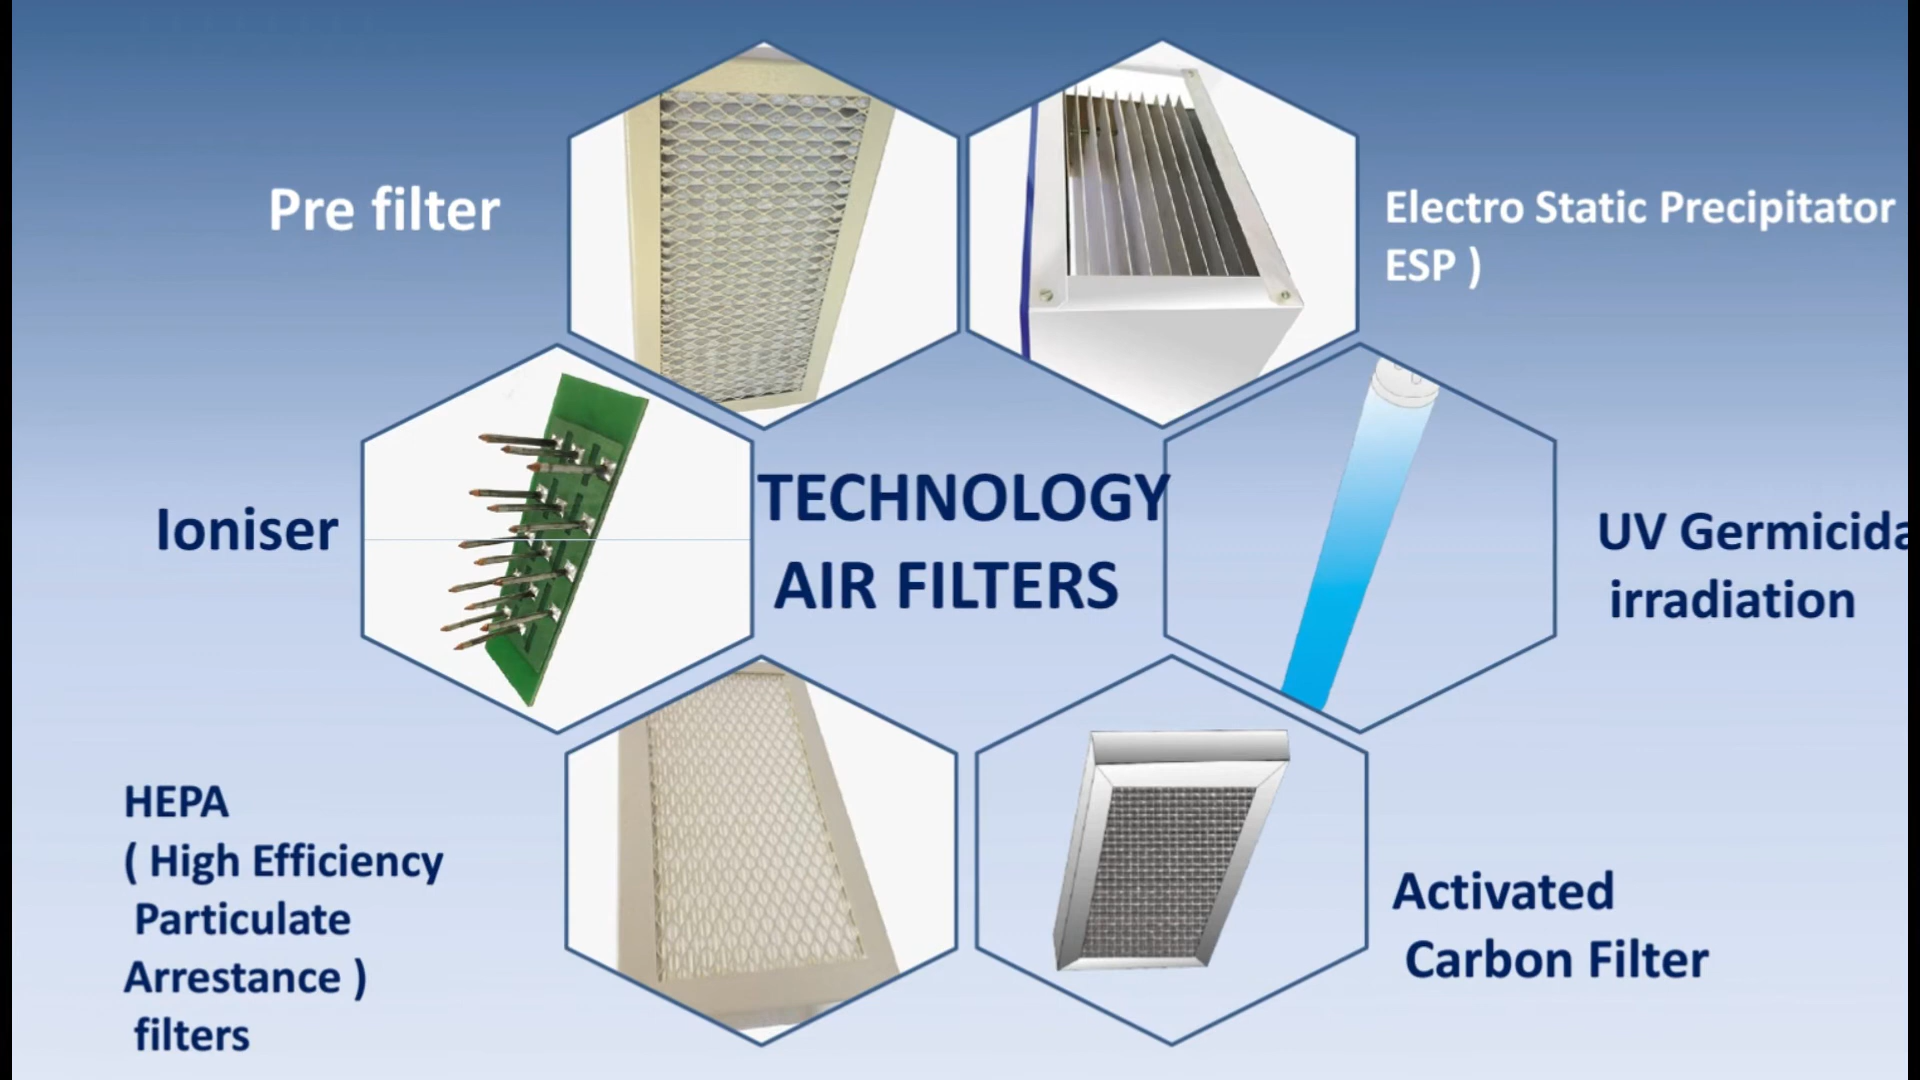 Pre filter
Electro Static Precipitator
ESP )
Ioniser
TECHNOLOGY
AIR FILTERS
UV Germicida
irradiation
HEPA
( High Efficiency
Particulate
Arrestance )
filters
Activated
Carbon Filter